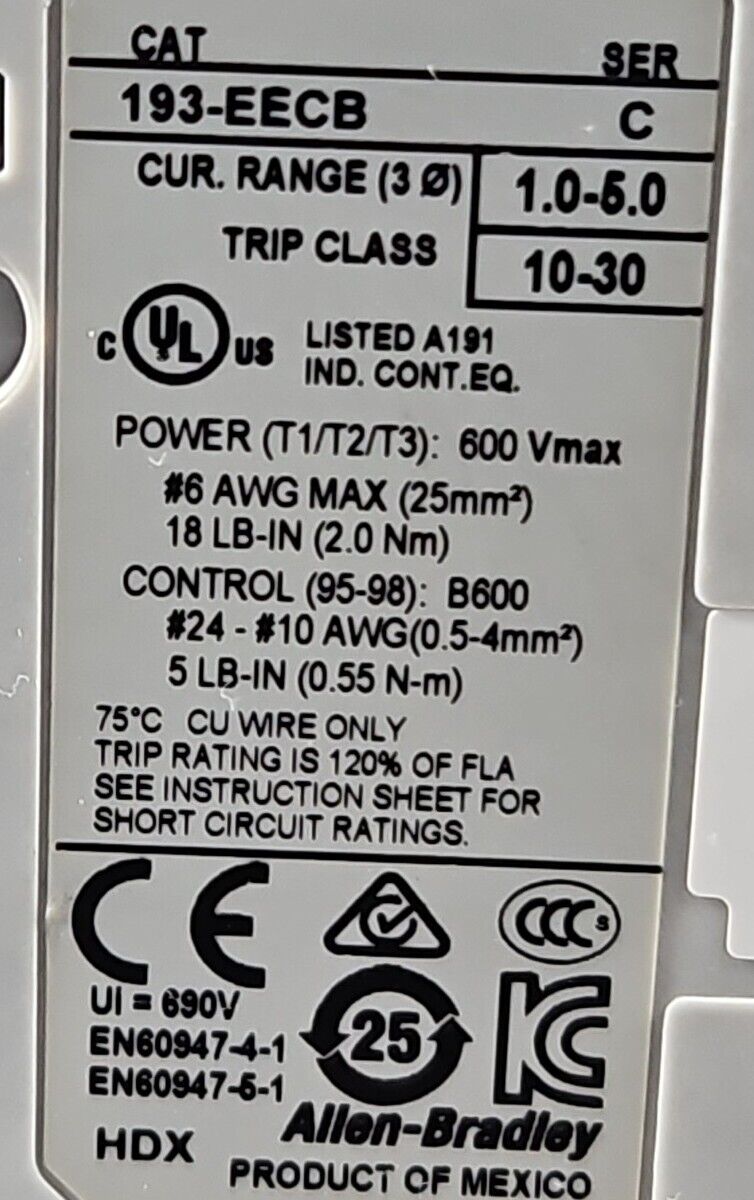 CAT SER
193-EECB C
CUR. RANGE (3 Ø) 1.0-5.0
TRIP CLASS 10-30
C UL US LISTED A191
IND. CONT.EQ.
POWER (T1/T2/T3): 600 Vmax
#6 AWG MAX (25mm²)
18 LB-IN (2.0 Nm)
CONTROL (95-98): B600
#24 - #10 AWG(0.5-4mm²)
5 LB-IN (0.55 N-m)
75°C CU WIRE ONLY
TRIP RATING IS 120% OF FLA
SEE INSTRUCTION SHEET FOR
SHORT CIRCUIT RATINGS.
CE CCC S
UI = 690V
EN60947-4-1 25 KC
EN60947-5-1
Allen-Bradley
HDX PRODUCT OF MEXICO